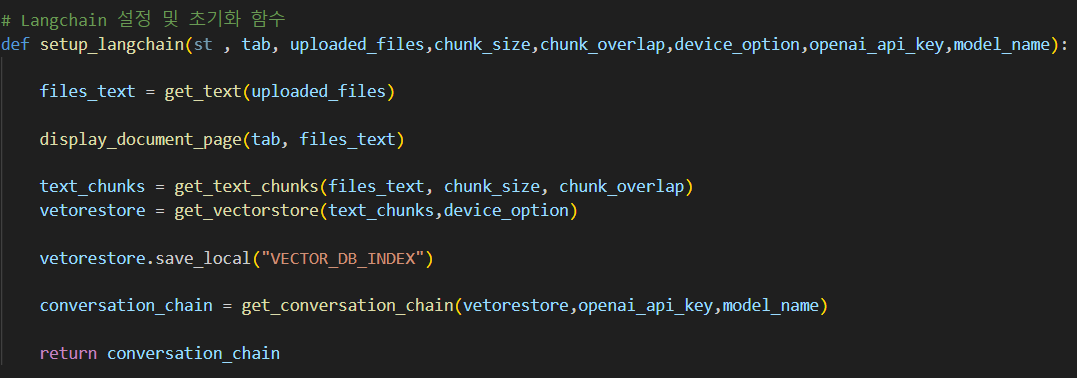 # Langchain 설정 및 초기화 함수
def setup_langchain(st , tab, uploaded_files,chunk_size,chunk_overlap,device_option,openai_api_key,model_name):
files_text = get_text(uploaded_files)
display_document_page(tab, files_text)
text_chunks = get_text_chunks(files_text, chunk_size, chunk_overlap)
vetorestore = get_vectorstore(text_chunks,device_option)
vetorestore.save_local("VECTOR_DB_INDEX")
conversation_chain = get_conversation_chain(vetorestore,openai_api_key,model_name)
return conversation_chain